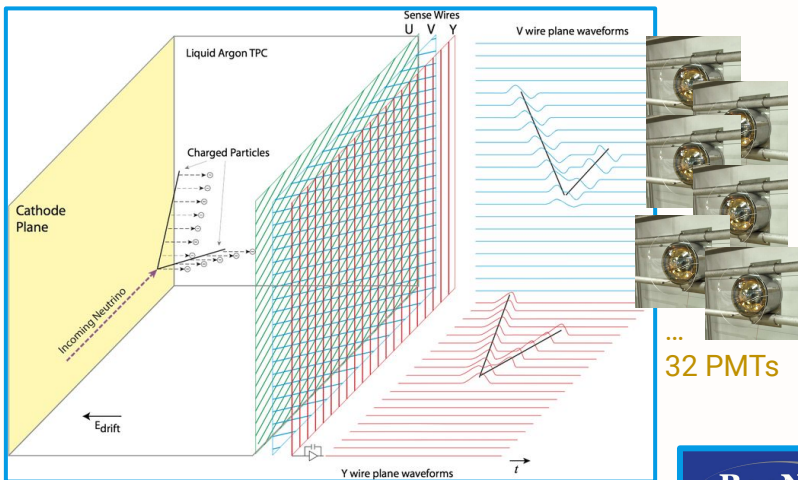 Sense Wires
U V Y
V wire plane waveforms
Liquid Argon TPC
Charged Particles
Cathode
Plane
Incoming Neutrino
Edrift
Y wire plane waveforms
t
...
32 PMTs